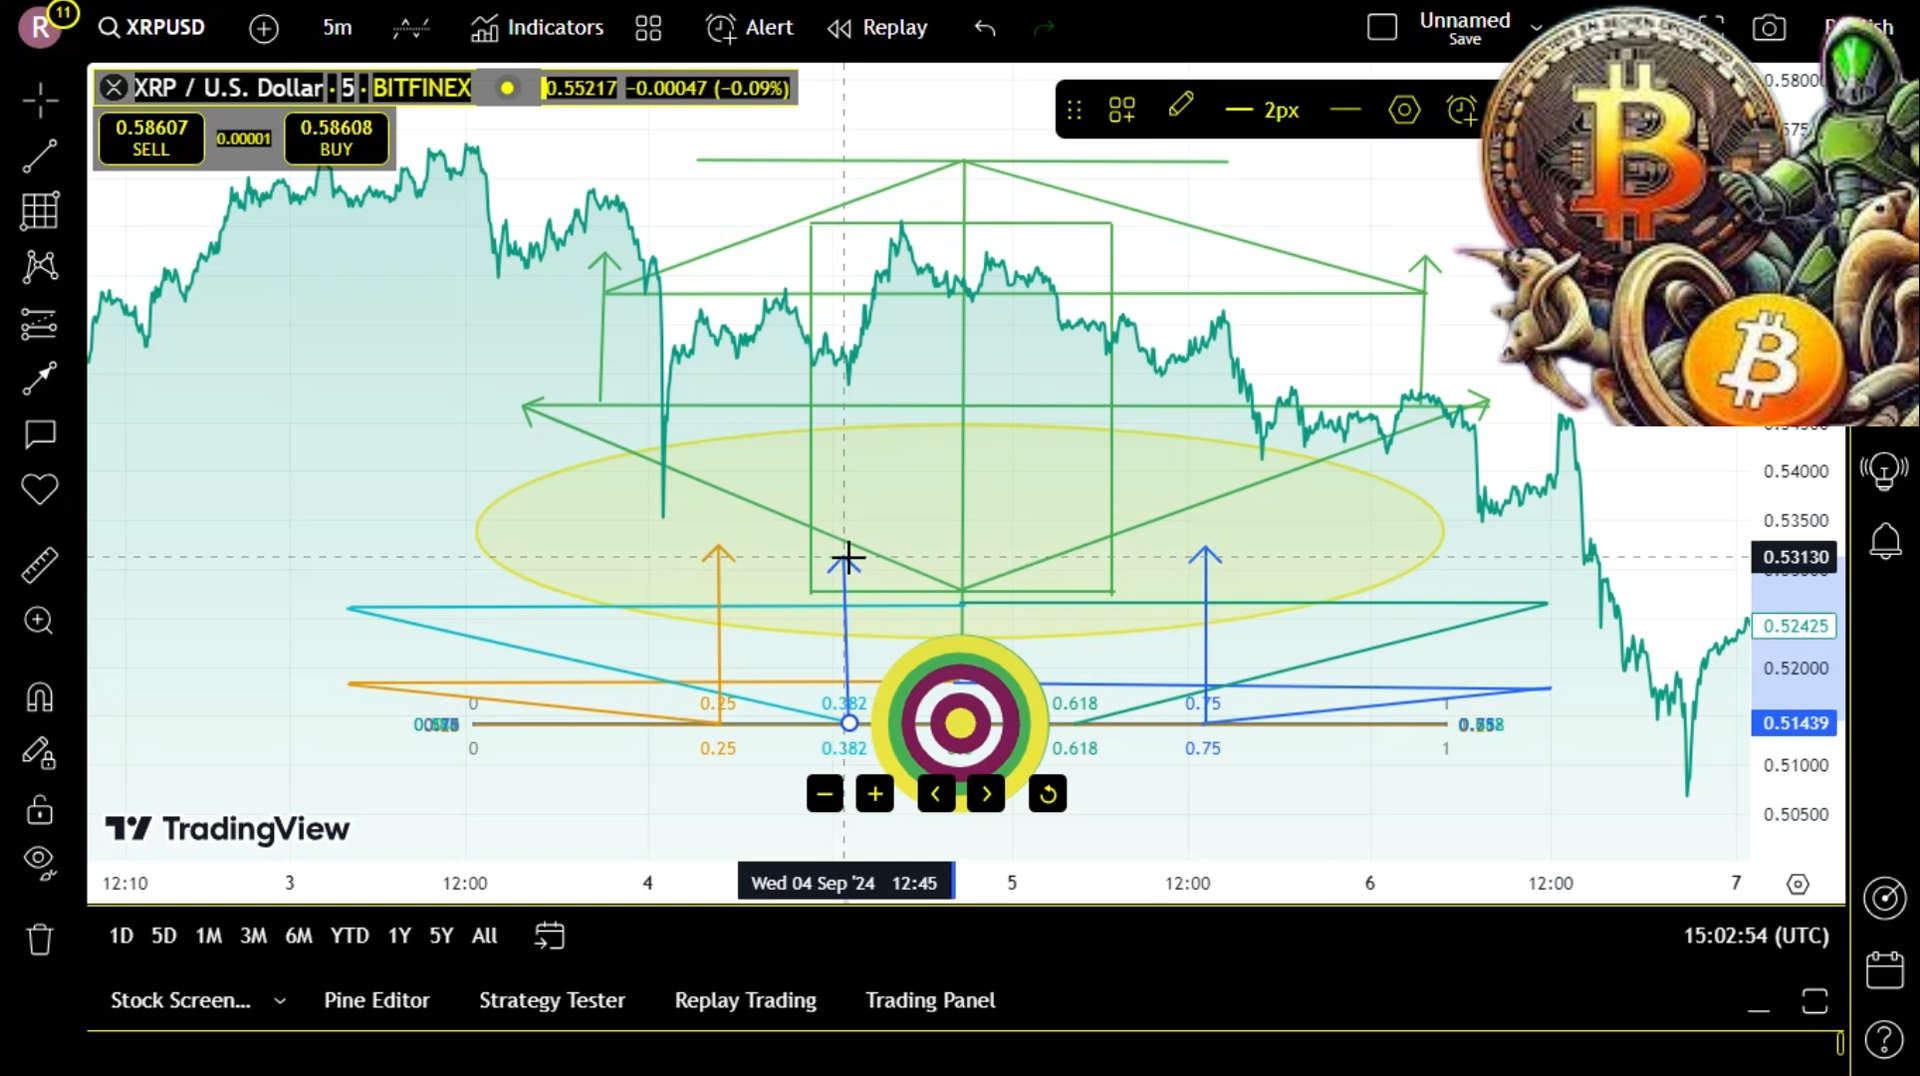 R 11 XRPUSD 5m Indicators Alert Replay Unnamed
Save
XRP / U.S. Dollar · 5 · BITFINEX 0.55217 −0.00047 (−0.09%)
0.58607 SELL 0.00001 0.58608 BUY
2px
0.5800
0.54000
0.53500
0.53130
0.52425
0.52000
0 0.25 0.382 0.618 0.75
0.51439
0 0.25 0.382 0.618 0.75 1
0.51000
0.50500
TradingView
12:10 3 12:00 4 Wed 04 Sep '24 12:45 5 12:00 6 12:00 7
1D 5D 1M 3M 6M YTD 1Y 5Y All 15:02:54 (UTC)
Stock Screen... Pine Editor Strategy Tester Replay Trading Trading Panel